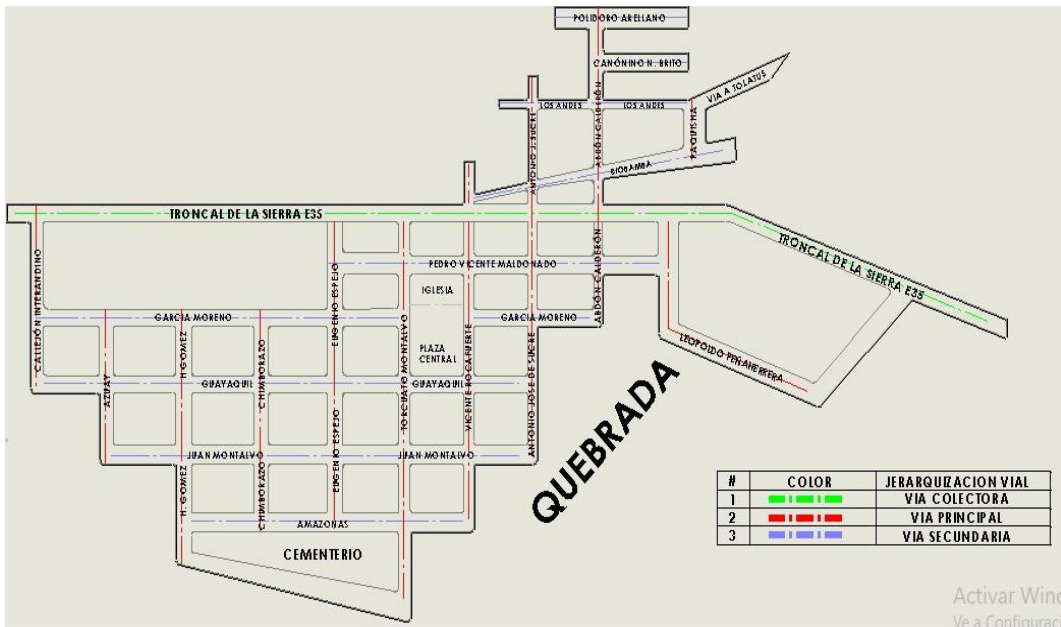 POLIDORO ARELLANO
CANÓNINO N. BRITO
LOS ANDES
LOS ANDES
VIA A TOLATUS
PAQUISHA
ANTONIO J. SUCRE
ABDÓN CALDERÓN
RIOBAMBA
TRONCAL DE LA SIERRA E35
TRONCAL DE LA SIERRA E35
CALLEJÓN INTERANDINO
PEDRO VICENTE MALDONADO
ABDÓN CALDERÓN
EUGENIO ESPEJO
IGLESIA
GARCIA MORENO
GARCIA MORENO
H GOMEZ
CHIMBORAZO
TORCUATO MONTALVO
VICENTE ROCAFUERTE
ANTONIO JOSE DE SUCRE
PLAZA
CENTRAL
LEOPOLDO PEÑAHERRERA
AZUAY
GUAYAQUIL
GUAYAQUIL
QUEBRADA
EUGENIO ESPEJO
JUAN MONTALVO
JUAN MONTALVO
H. GOMEZ
CHIMBORAZO
AMAZONAS
CEMENTERIO
# COLOR JERARQUIZACION VIAL
1 VIA COLECTORA
2 VIA PRINCIPAL
3 VIA SECUNDARIA
Activar Wind
Ve a Configurac